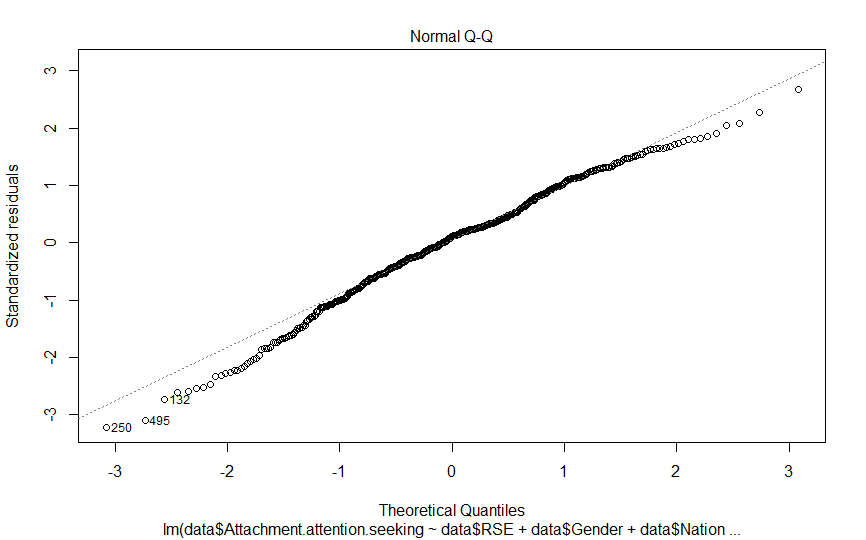 Normal Q-Q
Standardized residuals
3
2
1
0
-1
-2
-3
132
495
250
-3 -2 -1 0 1 2 3
Theoretical Quantiles
lm(data$Attachment.attention.seeking ~ data$RSE + data$Gender + data$Nation ...